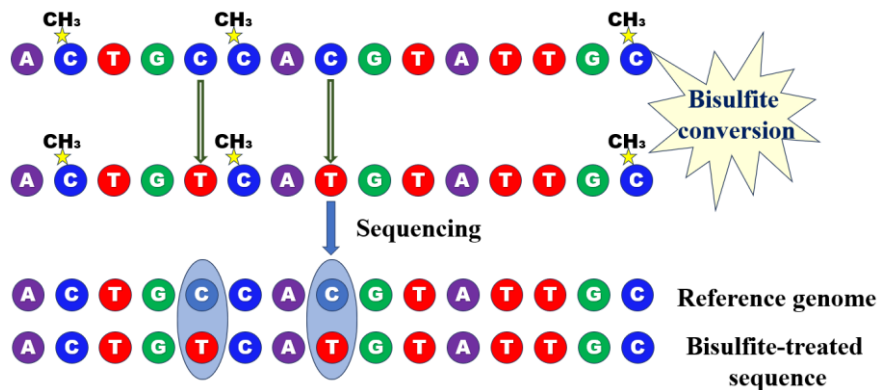 CH₃ CH₃ CH₃
A C T G C C A C G T A T T G C
Bisulfite
conversion
CH₃ CH₃ CH₃
A C T G T C A T G T A T T G C
Sequencing
A C T G C C A C G T A T T G C Reference genome
A C T G T C A T G T A T T G C Bisulfite-treated
sequence